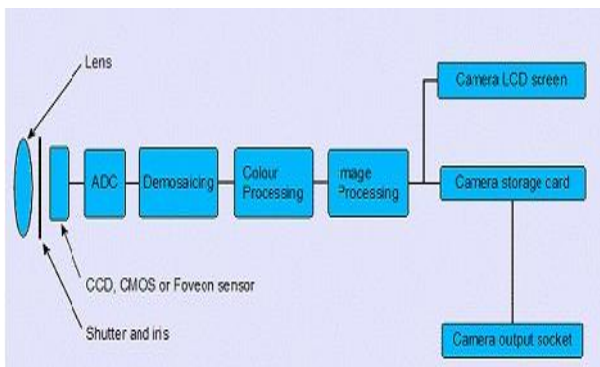 Lens
Camera LCD screen
ADC
Demosaicing
Colour
Processing
Image
Processing
Camera storage card
CCD, CMOS or Foveon sensor
Shutter and iris
Camera output socket